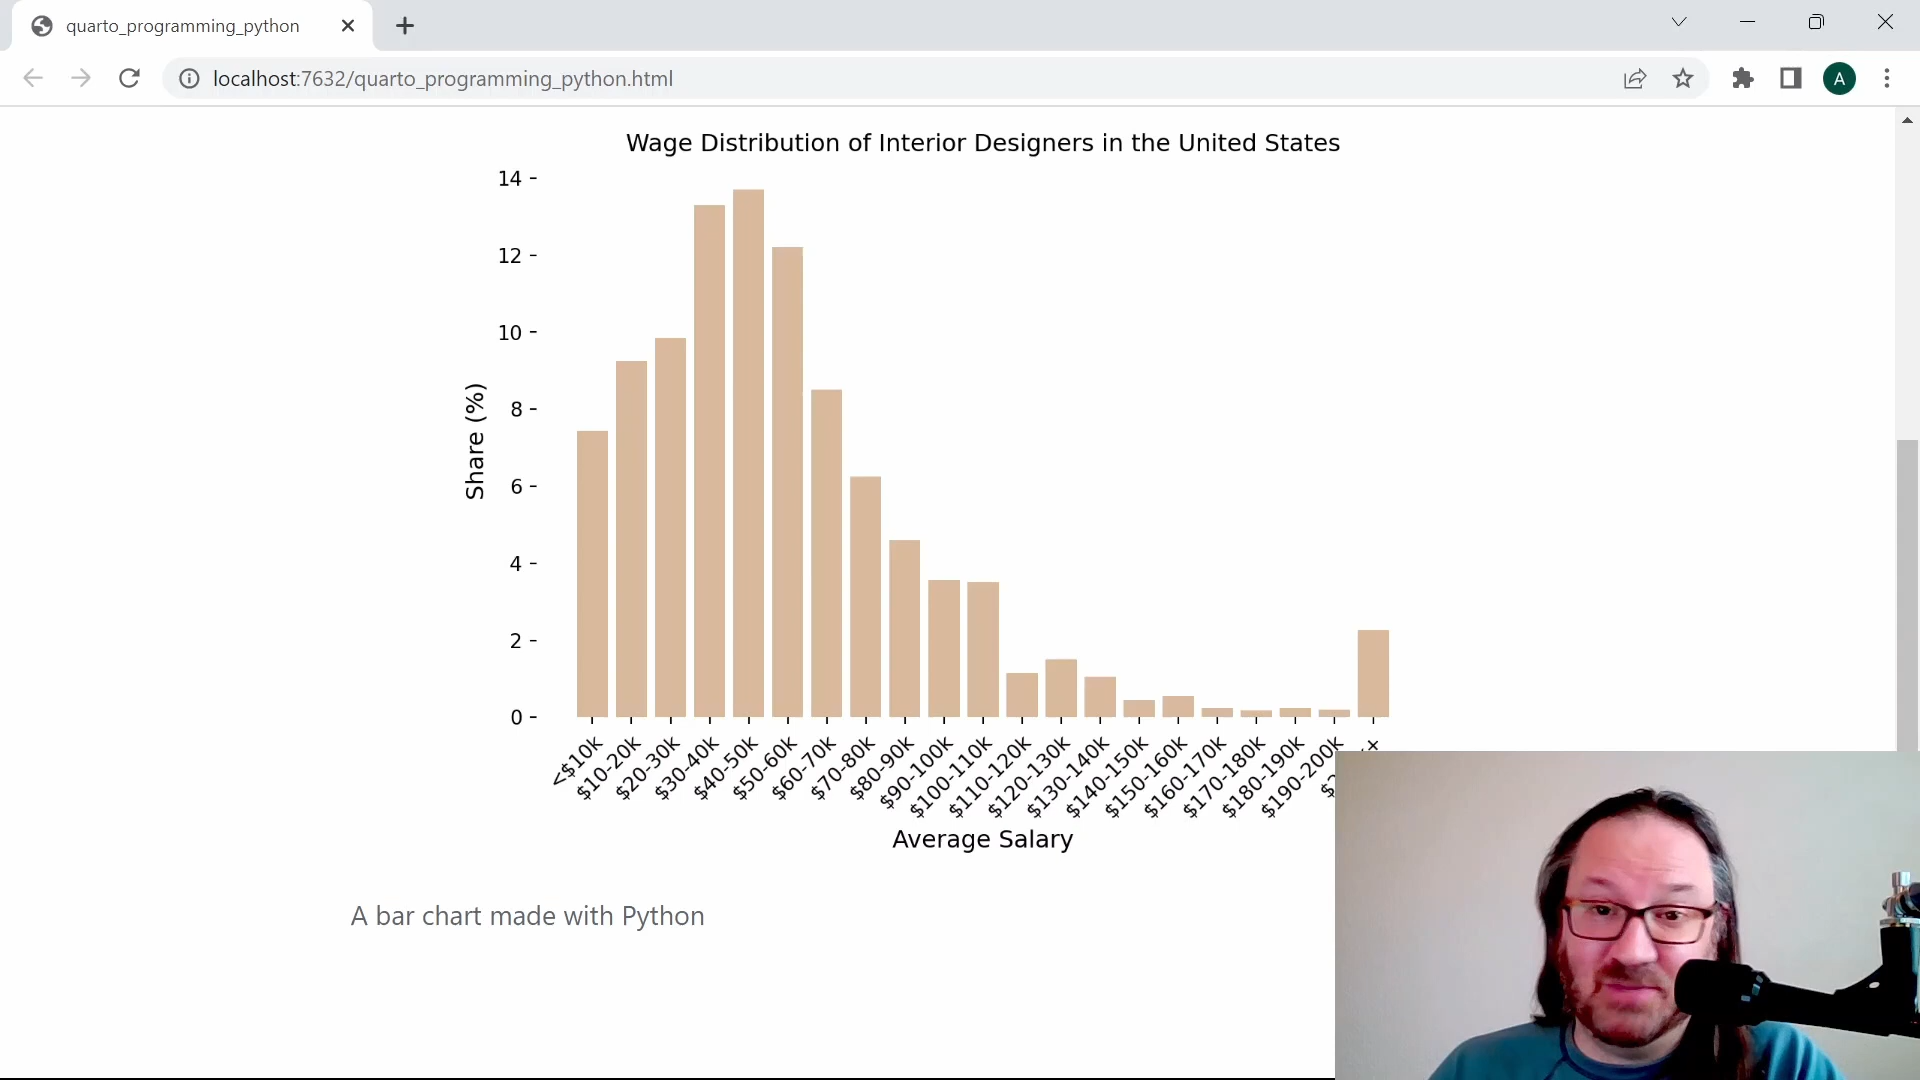 quarto_programming_python
localhost:7632/quarto_programming_python.html
A
Wage Distribution of Interior Designers in the United States
14
12
10
8
6
4
2
0
Share (%)
<$10k
$10-20k
$20-30k
$30-40k
$40-50k
$50-60k
$60-70k
$70-80k
$80-90k
$90-100k
$100-110k
$110-120k
$120-130k
$130-140k
$140-150k
$150-160k
$160-170k
$170-180k
$180-190k
$190-200k
Average Salary
A bar chart made with Python